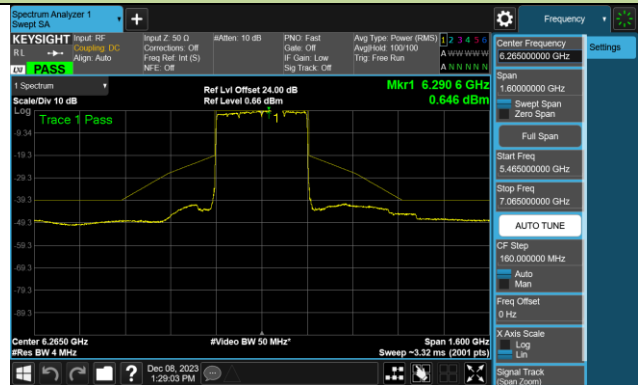 Spectrum Analyzer 1
Swept SA
Frequency
KEYSIGHT
RL
LXI
PASS
Input: RF
Coupling: DC
Align: Auto
Input Z: 50 Ω
Corrections: Off
Freq Ref: Int (S)
NFE: Off
#Atten: 10 dB
PNO: Fast
Gate: Off
IF Gain: Low
Sig Track: Off
Avg Type: Power (RMS)
Avg|Hold: 100/100
Trig: Free Run
1 2 3 4 5 6
A W W W W W
A N N N N N
1 Spectrum
Scale/Div 10 dB
Ref Lvl Offset 24.00 dB
Ref Level 0.66 dBm
Mkr1 6.290 6 GHz
0.646 dBm
Log
Trace 1 Pass
1
-9.34
-19.3
-29.3
-39.3
-49.3
-59.3
-69.3
-79.3
-89.3
Center 6.2650 GHz
#Res BW 4 MHz
#Video BW 50 MHz*
Span 1.600 GHz
Sweep ~3.32 ms (2001 pts)
Dec 08, 2023
1:29:03 PM
Center Frequency
6.265000000 GHz
Span
1.60000000 GHz
Swept Span
Zero Span
Full Span
Start Freq
5.465000000 GHz
Stop Freq
7.065000000 GHz
AUTO TUNE
CF Step
160.000000 MHz
Auto
Man
Freq Offset
0 Hz
X Axis Scale
Log
Lin
Signal Track
(Span Zoom)
Settings